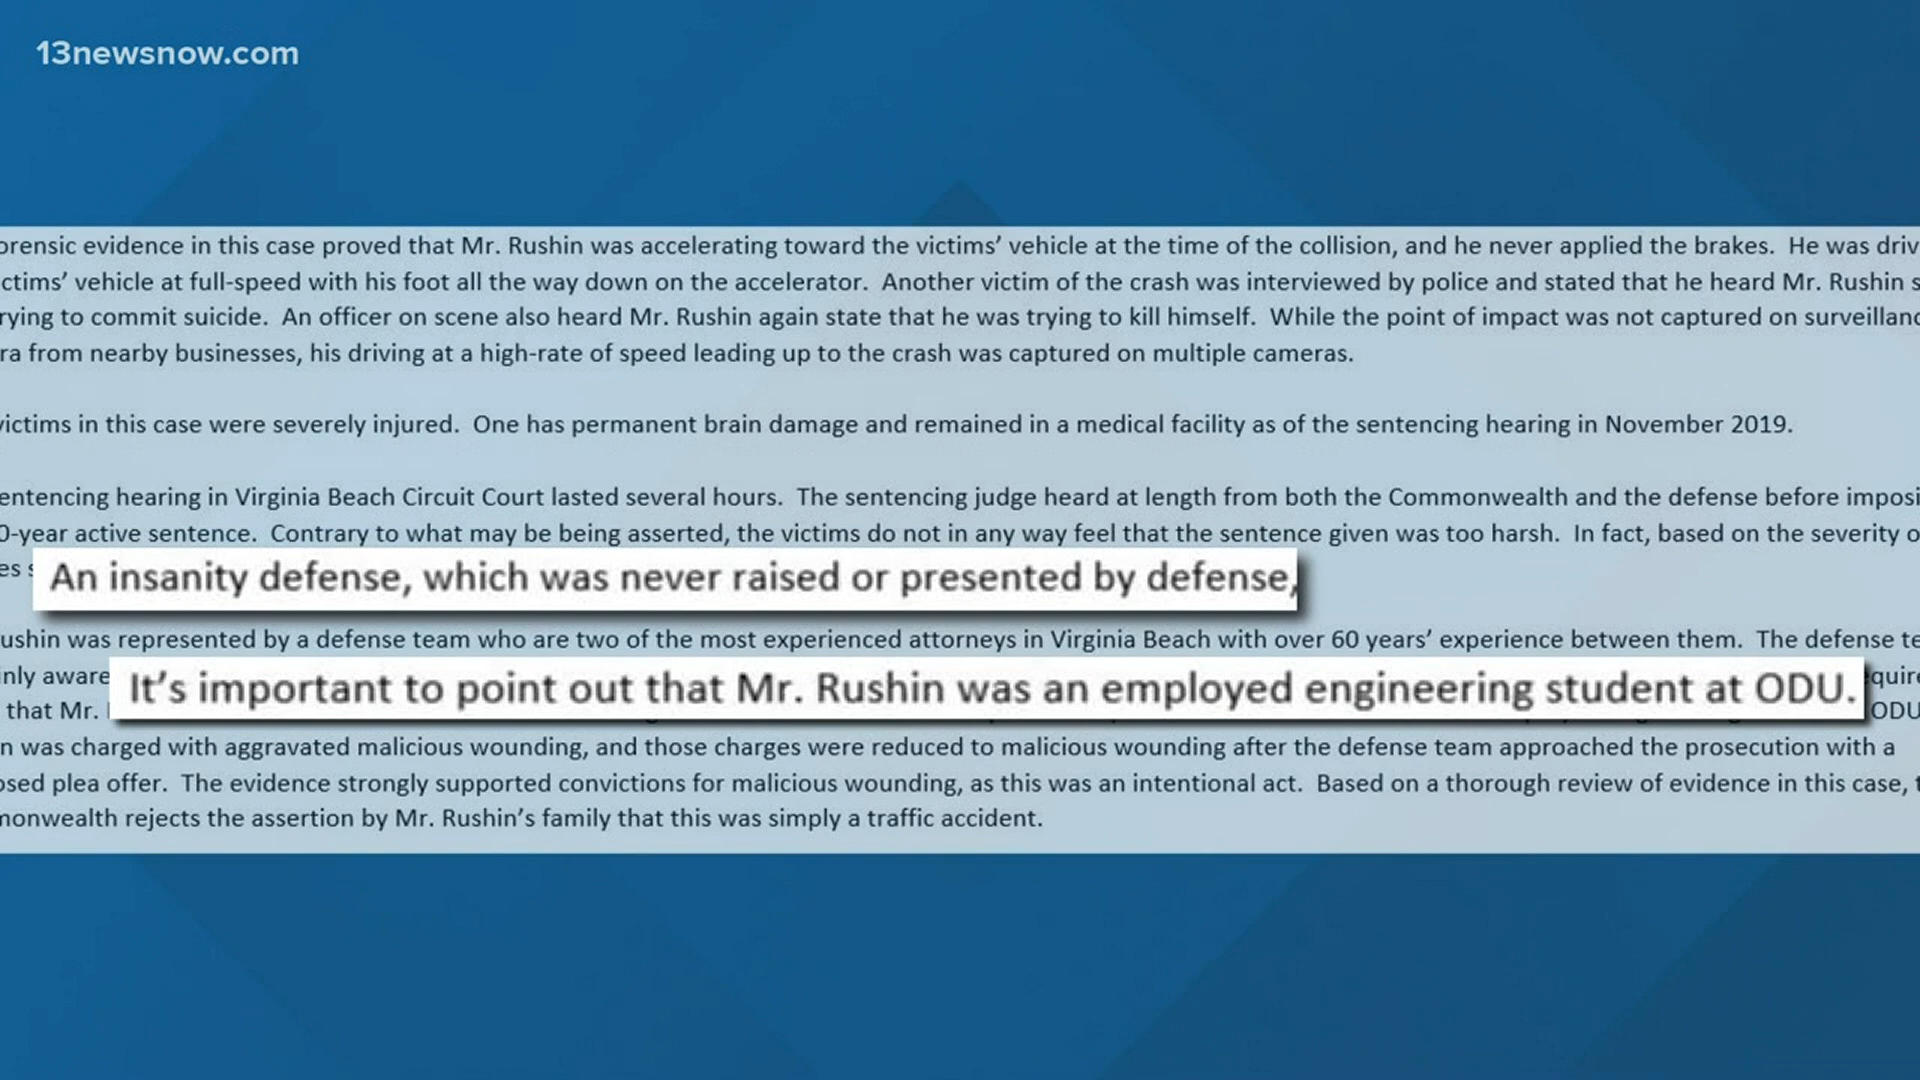 13newsnow.com
orensic evidence in this case proved that Mr. Rushin was accelerating toward the victims' vehicle at the time of the collision, and he never applied the brakes. He was driv
ctims' vehicle at full-speed with his foot all the way down on the accelerator. Another victim of the crash was interviewed by police and stated that he heard Mr. Rushin s
rying to commit suicide. An officer on scene also heard Mr. Rushin again state that he was trying to kill himself. While the point of impact was not captured on surveillanc
ra from nearby businesses, his driving at a high-rate of speed leading up to the crash was captured on multiple cameras.
victims in this case were severely injured. One has permanent brain damage and remained in a medical facility as of the sentencing hearing in November 2019.
entencing hearing in Virginia Beach Circuit Court lasted several hours. The sentencing judge heard at length from both the Commonwealth and the defense before imposi
0-year active sentence. Contrary to what may be being asserted, the victims do not in any way feel that the sentence given was too harsh. In fact, based on the severity o
es s
An insanity defense, which was never raised or presented by defense,
ushin was represented by a defense team who are two of the most experienced attorneys in Virginia Beach with over 60 years' experience between them. The defense te
inly aware quire
It's important to point out that Mr. Rushin was an employed engineering student at ODU.
that Mr. ODU
n was charged with aggravated malicious wounding, and those charges were reduced to malicious wounding after the defense team approached the prosecution with a
osed plea offer. The evidence strongly supported convictions for malicious wounding, as this was an intentional act. Based on a thorough review of evidence in this case, t
monwealth rejects the assertion by Mr. Rushin's family that this was simply a traffic accident.